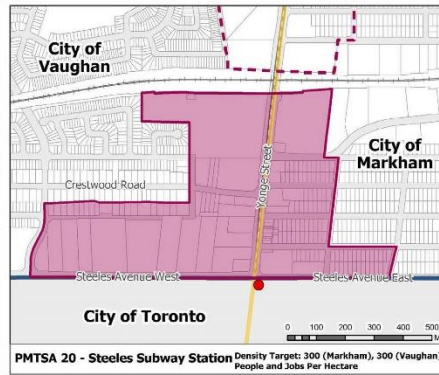 City of
Vaughan
City of
Markham
Crestwood Road
Yonge Street
Steeles Avenue West
Steeles Avenue East
City of Toronto
0 100 200 300 400 500
M
PMTSA 20 - Steeles Subway Station
Density Target: 300 (Markham), 300 (Vaughan)
People and Jobs Per Hectare